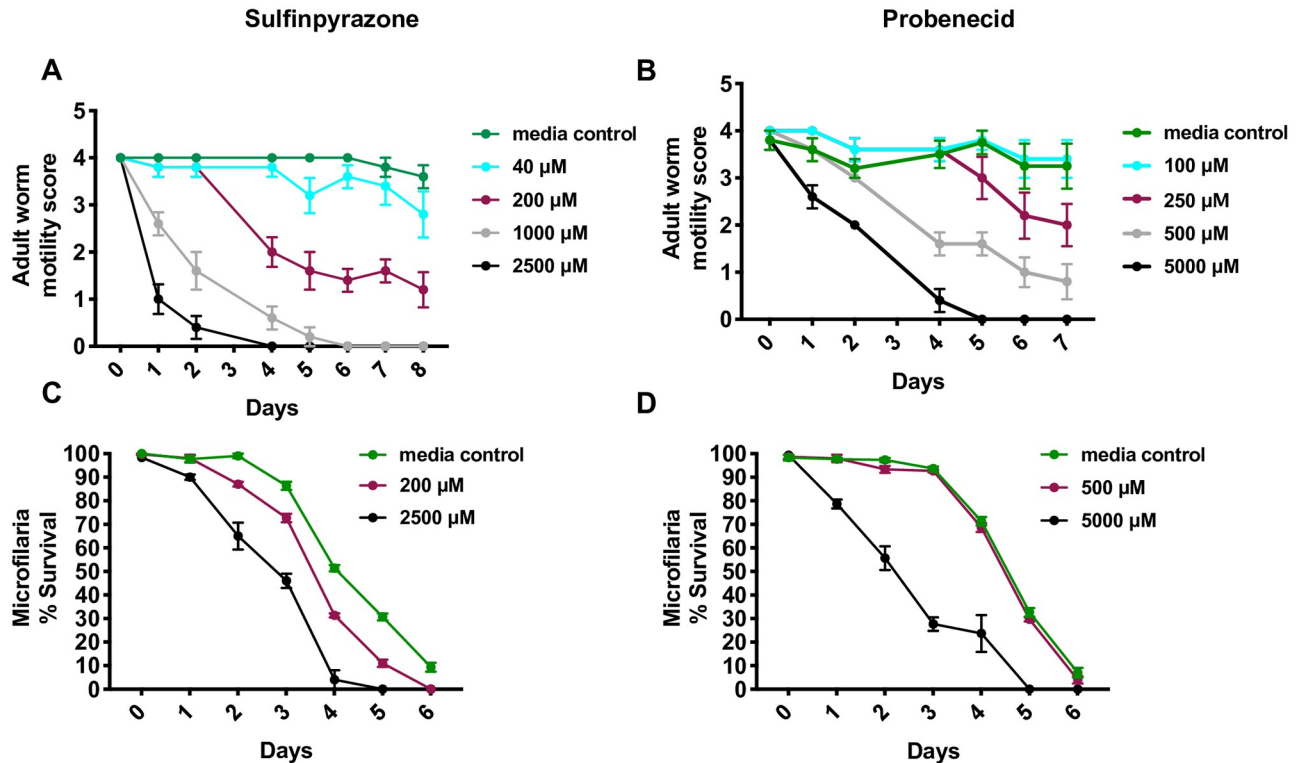 Sulfinpyrazone
Probenecid
A
Adult worm
motility score
5
4
3
2
1
0
0 1 2 3 4 5 6 7 8
Days
media control
40 µM
200 µM
1000 µM
2500 µM
B
Adult worm
motility score
5
4
3
2
1
0
0 1 2 3 4 5 6 7
Days
media control
100 µM
250 µM
500 µM
5000 µM
C
Microfilaria
% Survival
100
90
80
70
60
50
40
30
20
10
0
0 1 2 3 4 5 6
Days
media control
200 µM
2500 µM
D
Microfilaria
% Survival
100
90
80
70
60
50
40
30
20
10
0
0 1 2 3 4 5 6
Days
media control
500 µM
5000 µM